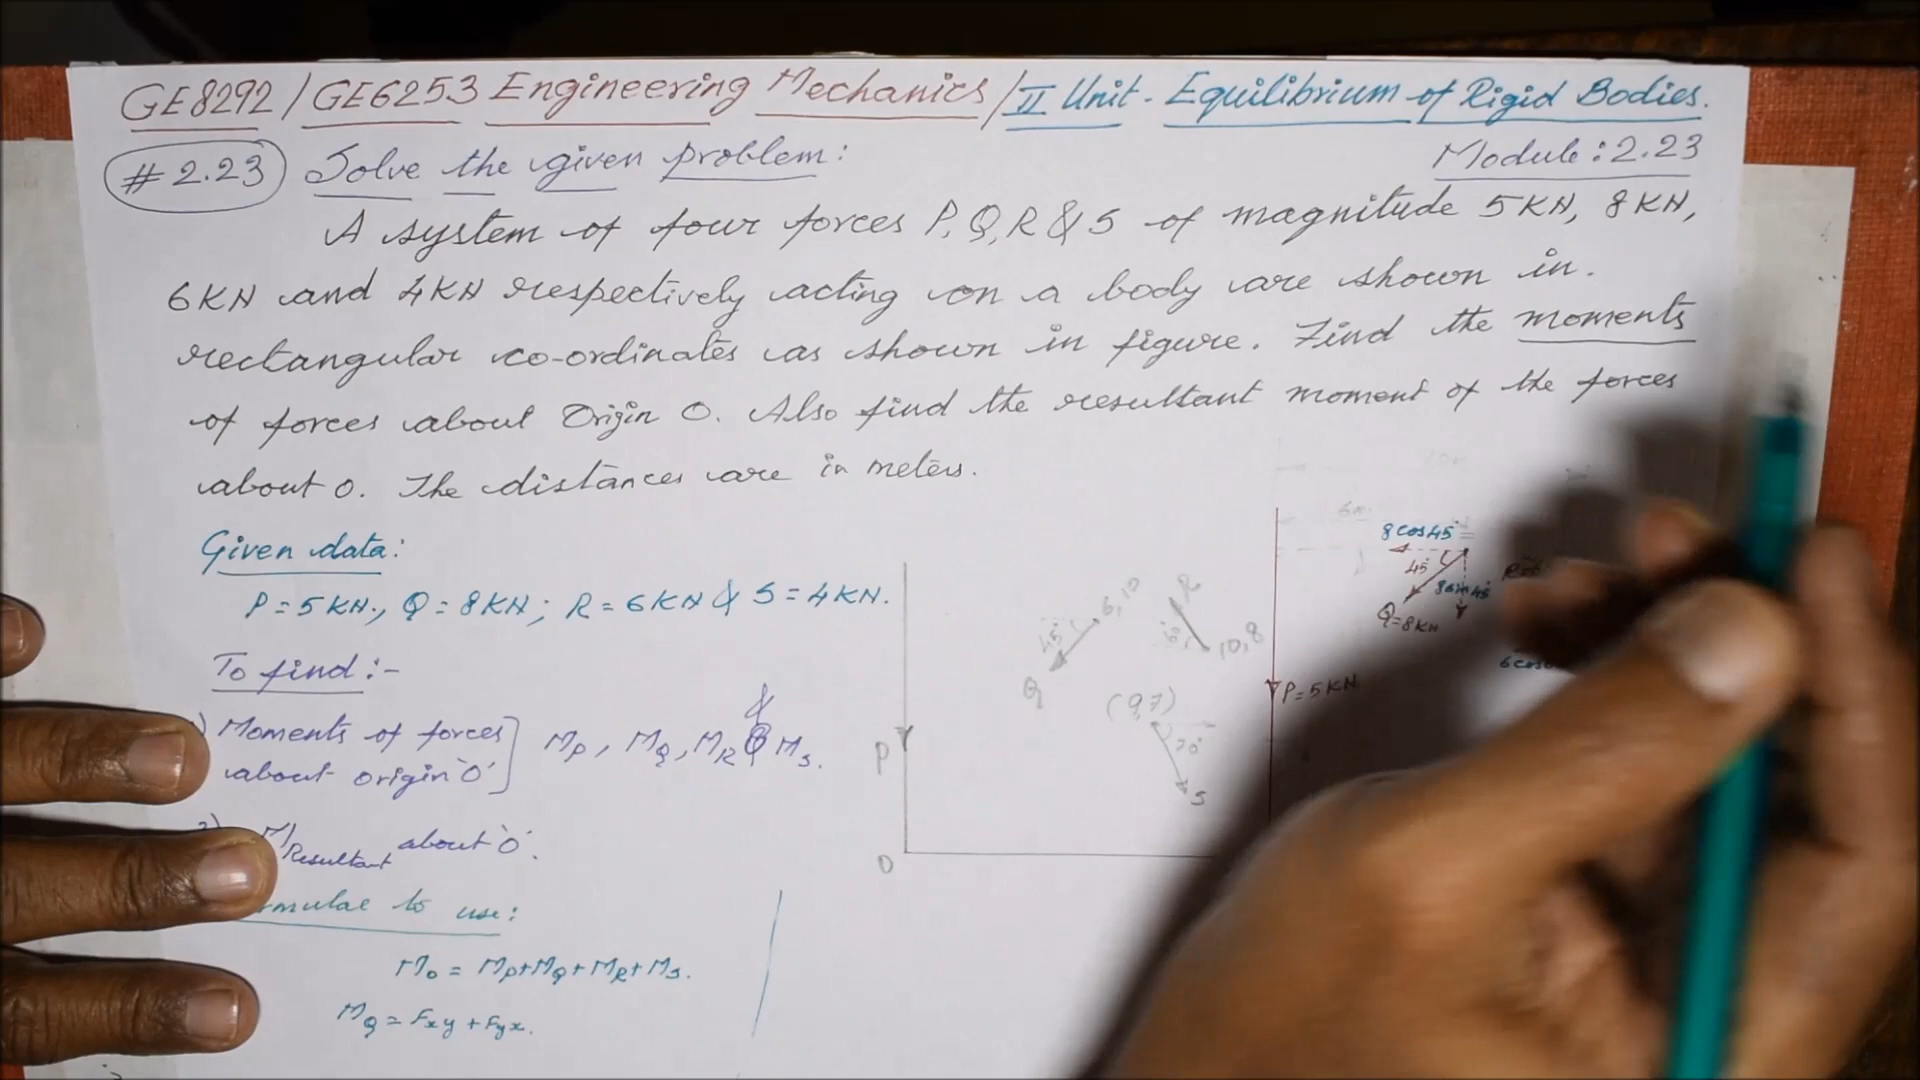 GE8292 / GE6253 Engineering Mechanics / II Unit - Equilibrium of Rigid Bodies.
# 2.23 Solve the given problem: Module: 2.23
A system of four forces P, Q, R & S of magnitude 5KN, 8KN,
6KN and 4KN respectively acting on a body are shown in.
rectangular co-ordinates as shown in figure. Find the moments
of forces about Origin O. Also find the resultant moment of the forces
about O. The distances are in meters.
Given data:
P = 5KN, Q = 8KN; R = 6KN & S = 4KN.
To find:-
Moments of forces
about origin 'O' ] MP, MQ, MR & MS.
2) M Resultant about 'O'.
to use:
Mo = MP+MQ+MR+MS.
MQ = Fxy + Fyx.
P
O
45°
6,10
Q
R
60°
10,8
(9,7)
70°
S
6m
P=5KN
8cos45°
45°
8sin45
Q=8KN